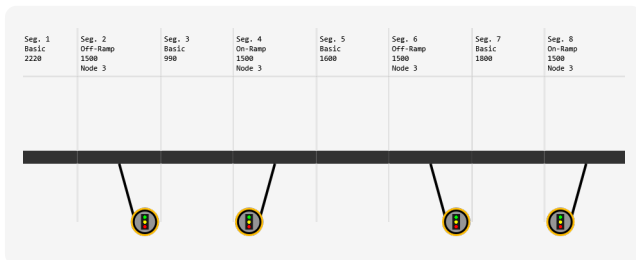 Seg. 1
Basic
2220
Seg. 2
Off-Ramp
1500
Node 3
Seg. 3
Basic
990
Seg. 4
On-Ramp
1500
Node 3
Seg. 5
Basic
1600
Seg. 6
Off-Ramp
1500
Node 3
Seg. 7
Basic
1800
Seg. 8
On-Ramp
1500
Node 3